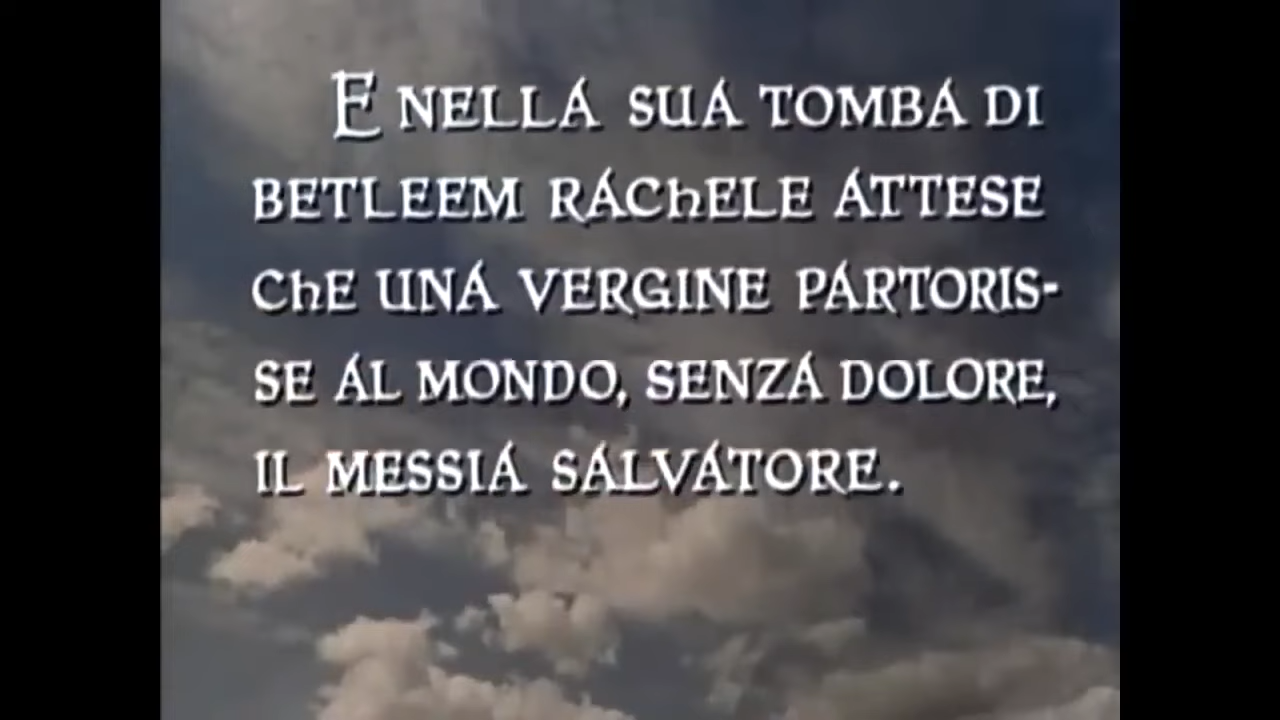 E NELLA SUA TOMBA DI
BETLEEM RACHELE ATTESE
CHE UNA VERGINE PARTORIS-
SE AL MONDO, SENZA DOLORE,
IL MESSIA SALVATORE.